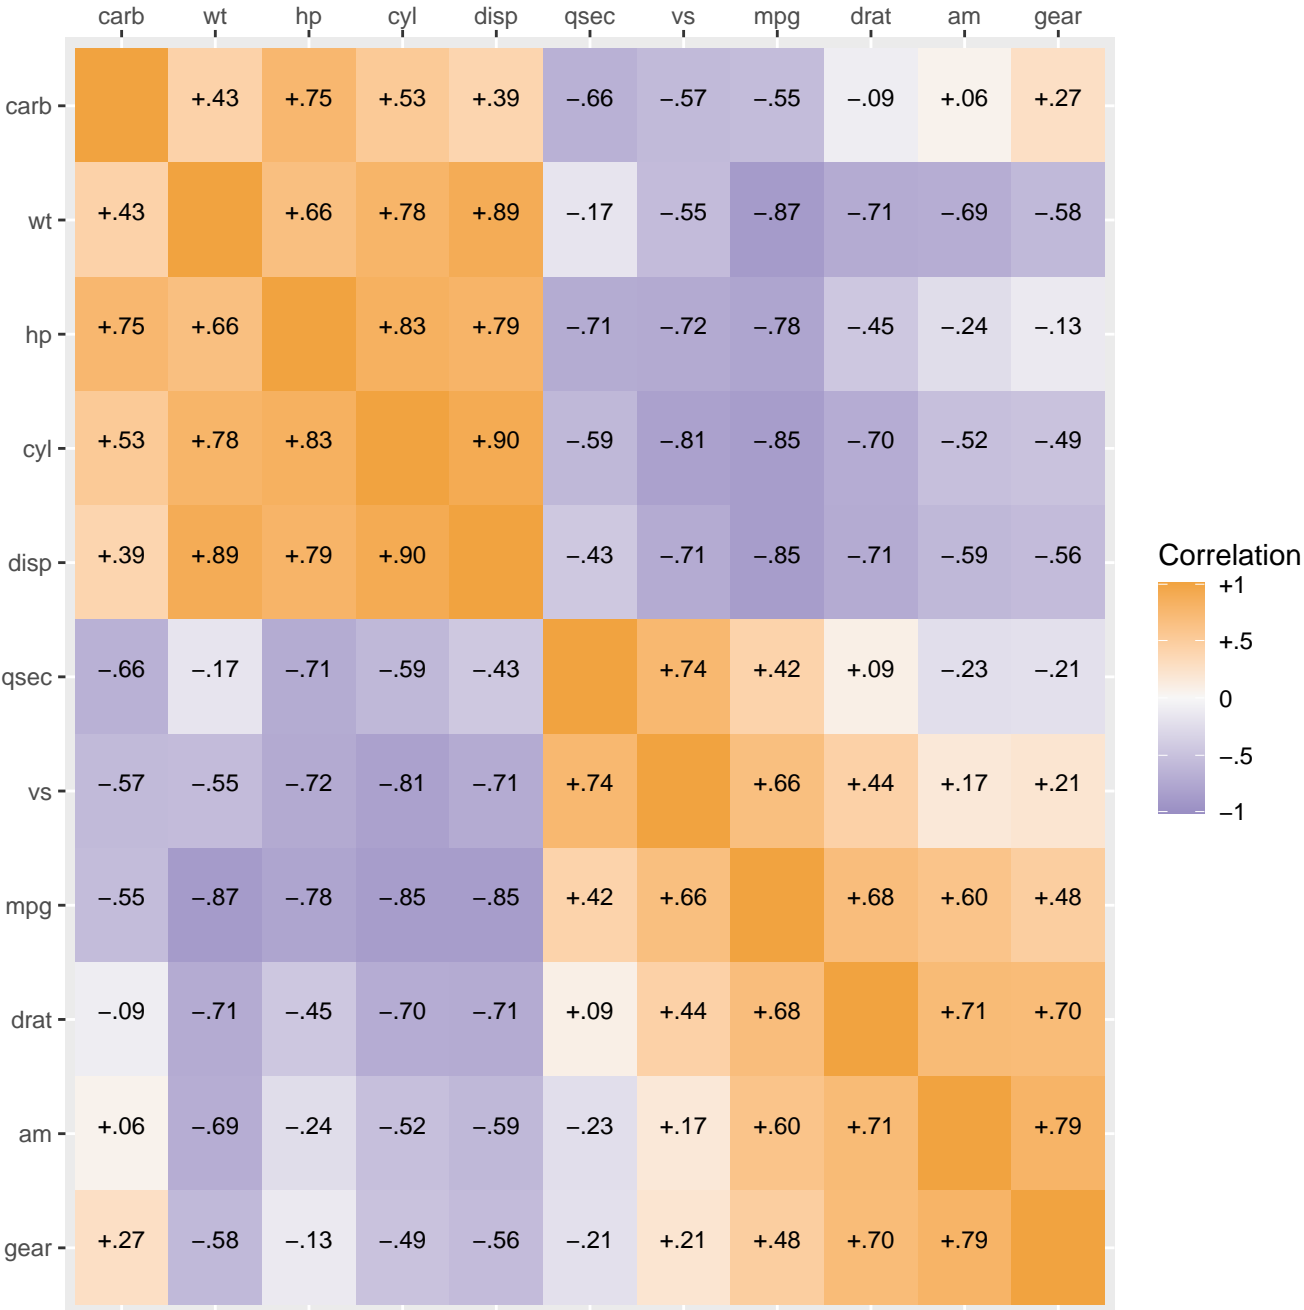 carb wt hp cyl disp qsec vs mpg drat am gear
carb +.43 +.75 +.53 +.39 −.66 −.57 −.55 −.09 +.06 +.27
wt +.43 +.66 +.78 +.89 −.17 −.55 −.87 −.71 −.69 −.58
hp +.75 +.66 +.83 +.79 −.71 −.72 −.78 −.45 −.24 −.13
cyl +.53 +.78 +.83 +.90 −.59 −.81 −.85 −.70 −.52 −.49
disp +.39 +.89 +.79 +.90 −.43 −.71 −.85 −.71 −.59 −.56
qsec −.66 −.17 −.71 −.59 −.43 +.74 +.42 +.09 −.23 −.21
vs −.57 −.55 −.72 −.81 −.71 +.74 +.66 +.44 +.17 +.21
mpg −.55 −.87 −.78 −.85 −.85 +.42 +.66 +.68 +.60 +.48
drat −.09 −.71 −.45 −.70 −.71 +.09 +.44 +.68 +.71 +.70
am +.06 −.69 −.24 −.52 −.59 −.23 +.17 +.60 +.71 +.79
gear +.27 −.58 −.13 −.49 −.56 −.21 +.21 +.48 +.70 +.79
Correlation
+1
+.5
0
−.5
−1